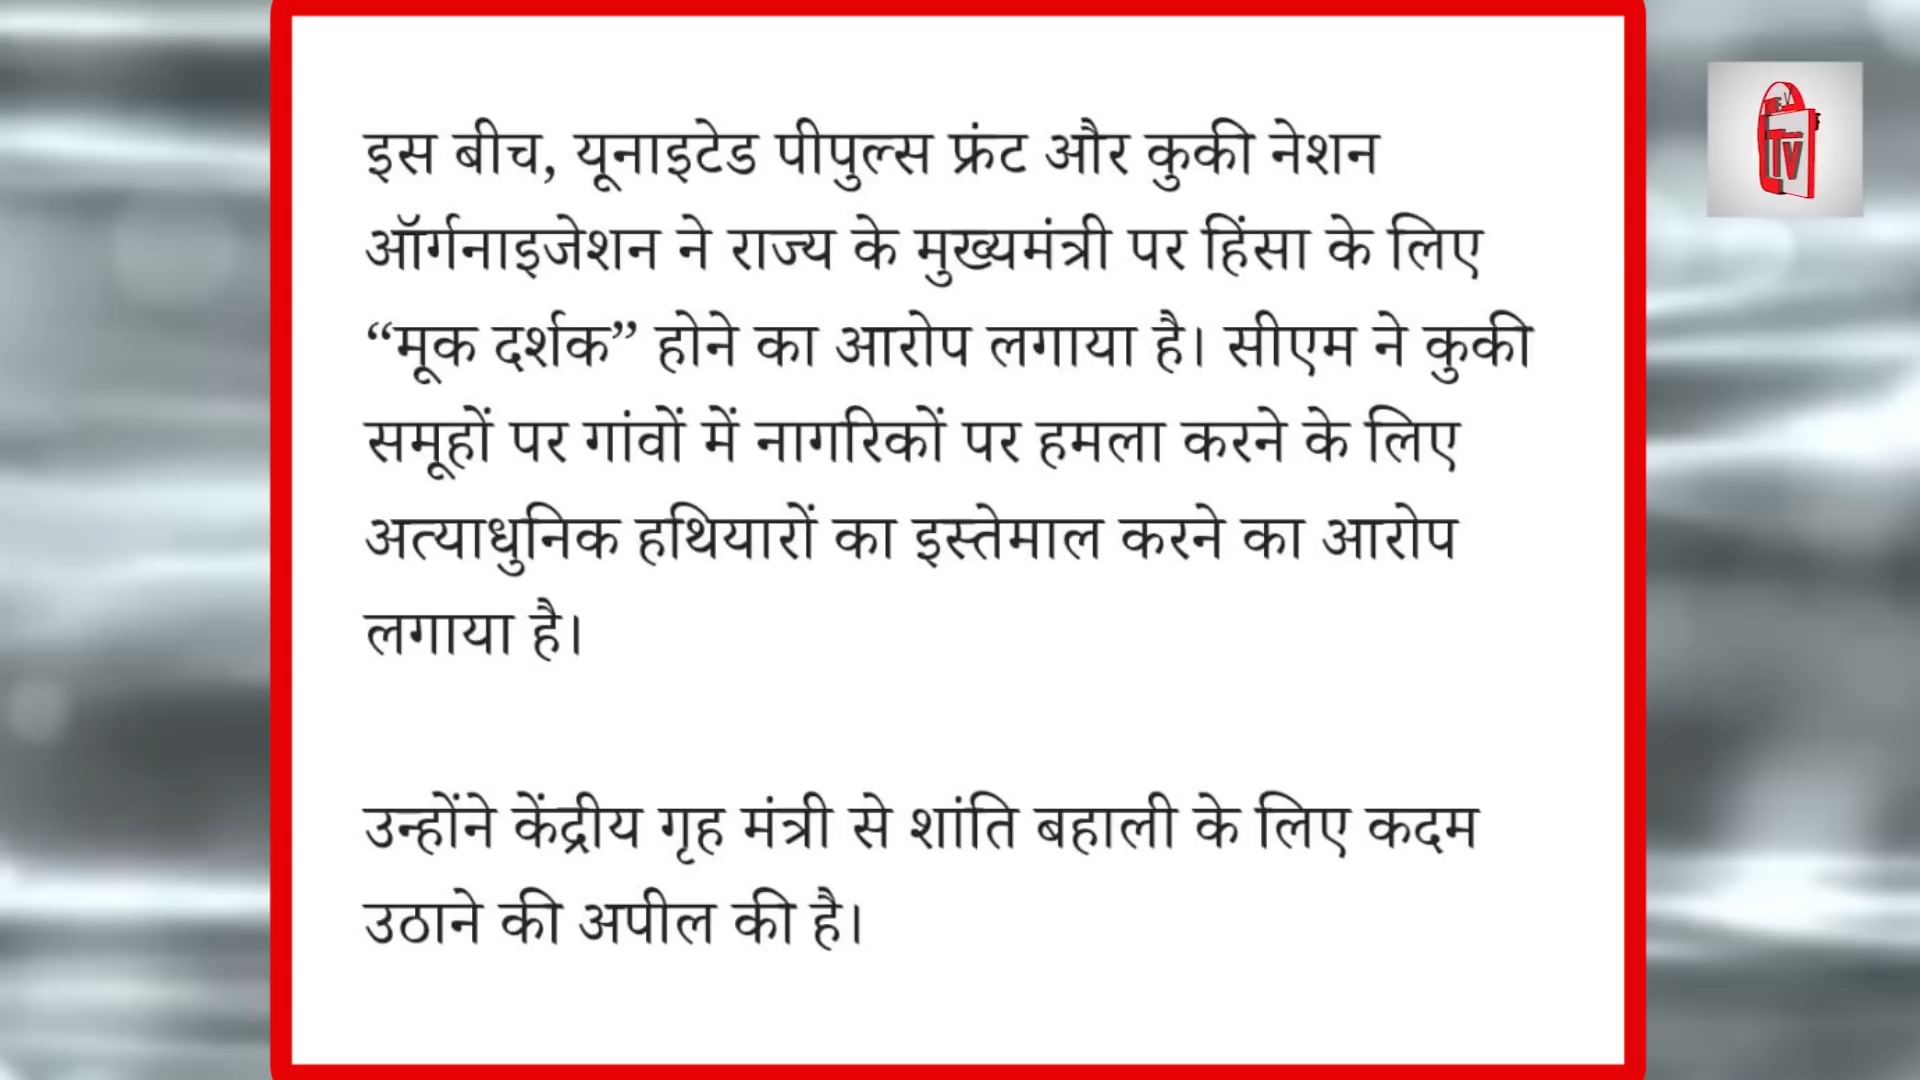 इस बीच, यूनाइटेड पीपुल्स फ्रंट और कुकी नेशन
ऑर्गनाइजेशन ने राज्य के मुख्यमंत्री पर हिंसा के लिए
“मूक दर्शक” होने का आरोप लगाया है। सीएम ने कुकी
समूहों पर गांवों में नागरिकों पर हमला करने के लिए
अत्याधुनिक हथियारों का इस्तेमाल करने का आरोप
लगाया है।
उन्होंने केंद्रीय गृह मंत्री से शांति बहाली के लिए कदम
उठाने की अपील की है।
TV